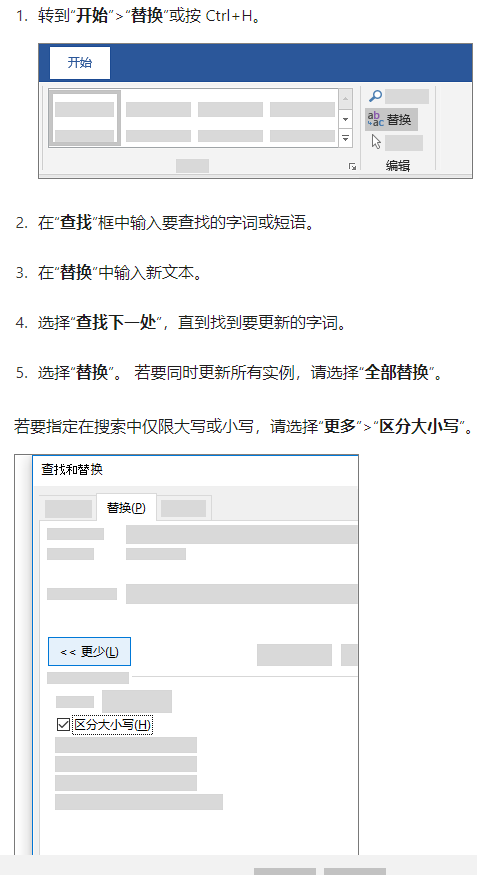 1. 转到“开始”>“替换”或按 Ctrl+H。
开始
替换
编辑
2. 在“查找”框中输入要查找的字词或短语。
3. 在“替换”中输入新文本。
4. 选择“查找下一处”，直到找到要更新的字词。
5. 选择“替换”。 若要同时更新所有实例，请选择“全部替换”。
若要指定在搜索中仅限大写或小写，请选择“更多”>“区分大小写”。
查找和替换
替换(P)
<< 更少(L)
区分大小写(H)